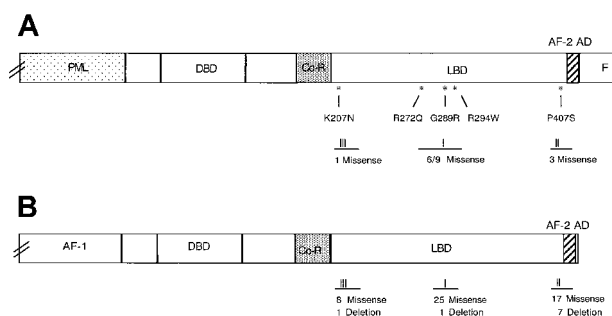 A
AF-2 AD
PML DBD Co-R LBD F
* * * * *
K207N R272Q G289R R294W P407S
III I II
1 Missense 6/9 Missanse 3 Missense
B
AF-2 AD
AF-1 DBD Co-R LBD
III I II
8 Missense 25 Missense 17 Missense
1 Deletion 1 Deletion 7 Deletion